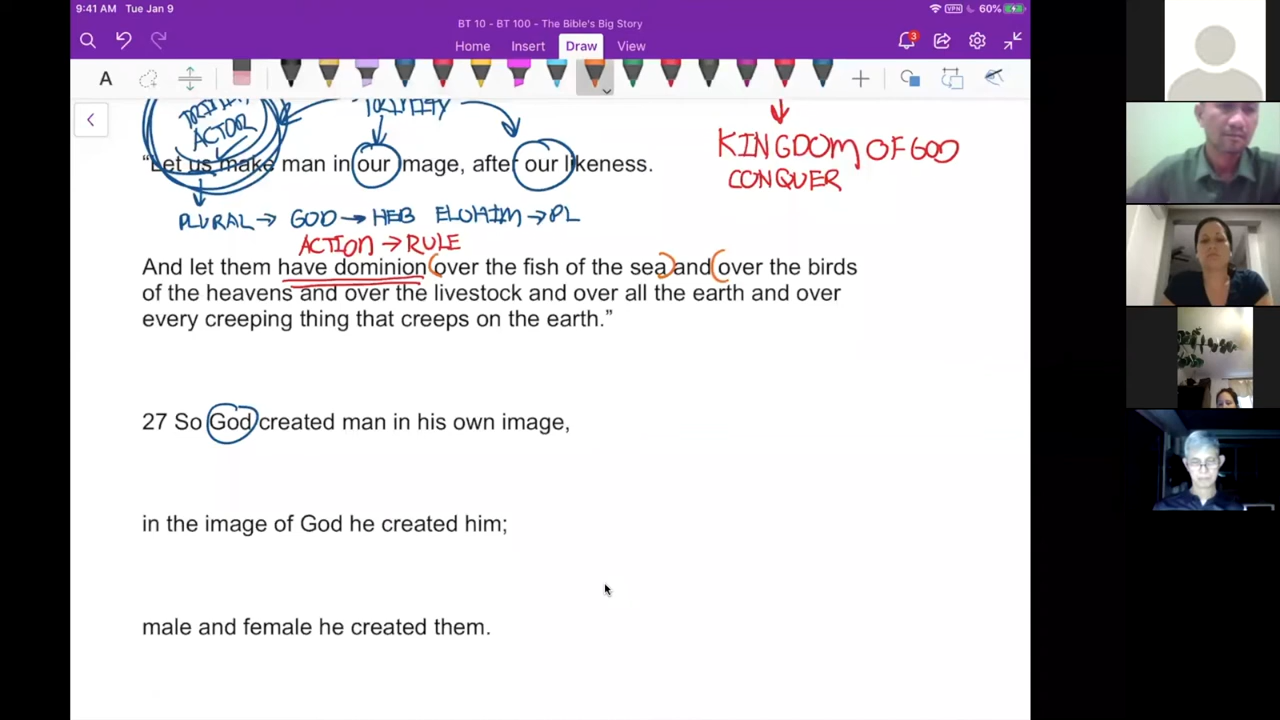 9:41 AM Tue Jan 9
VPN 60%
BT 10 - BT 100 - The Bible's Big Story
Home Insert Draw View
3
A
ACTOR
IDENTITY
KINGDOM OF GOD
CONQUER
“Let us make man in our image, after our likeness.
PLURAL → GOD → HEB ELOHIM → PL
ACTION → RULE
And let them have dominion (over the fish of the sea) and (over the birds
of the heavens and over the livestock and over all the earth and over
every creeping thing that creeps on the earth.”
27 So God created man in his own image,
in the image of God he created him;
male and female he created them.